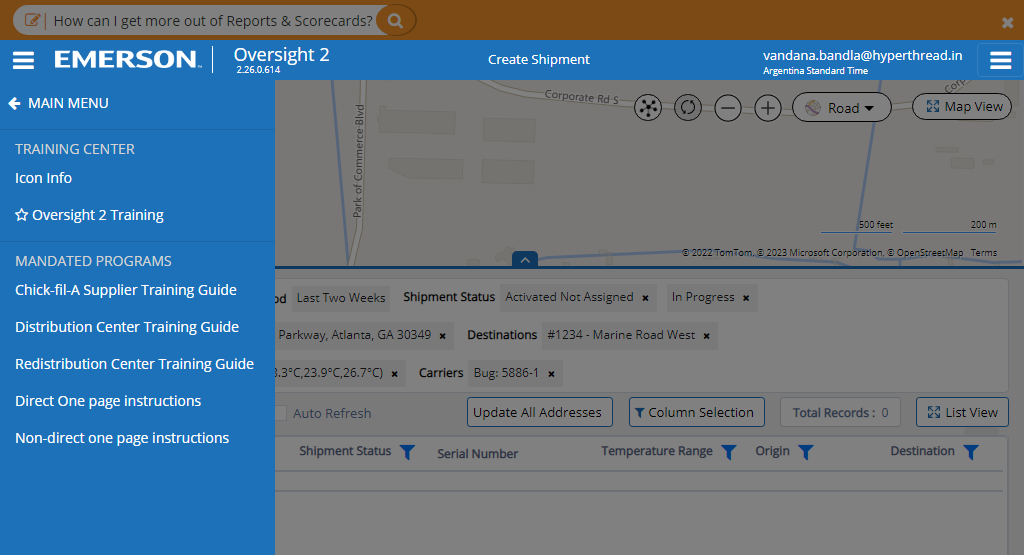 How can I get more out of Reports & Scorecards?
EMERSON
Oversight 2
2.26.0.614
Create Shipment
vandana.bandla@hyperthread.in
Argentina Standard Time
MAIN MENU
TRAINING CENTER
Icon Info
Oversight 2 Training
MANDATED PROGRAMS
Chick-fil-A Supplier Training Guide
Distribution Center Training Guide
Redistribution Center Training Guide
Direct One page instructions
Non-direct one page instructions
Corporate Rd S
Park of Commerce Blvd
Road
Map View
500 feet
200 m
© 2022 TomTom, © 2023 Microsoft Corporation, © OpenStreetMap Terms
od Last Two Weeks Shipment Status Activated Not Assigned × In Progress ×
Parkway, Atlanta, GA 30349 × Destinations #1234 - Marine Road West ×
3.3°C,23.9°C,26.7°C) × Carriers Bug: 5886-1 ×
Auto Refresh
Update All Addresses
Column Selection
Total Records : 0
List View
Shipment Status
Serial Number
Temperature Range
Origin
Destination